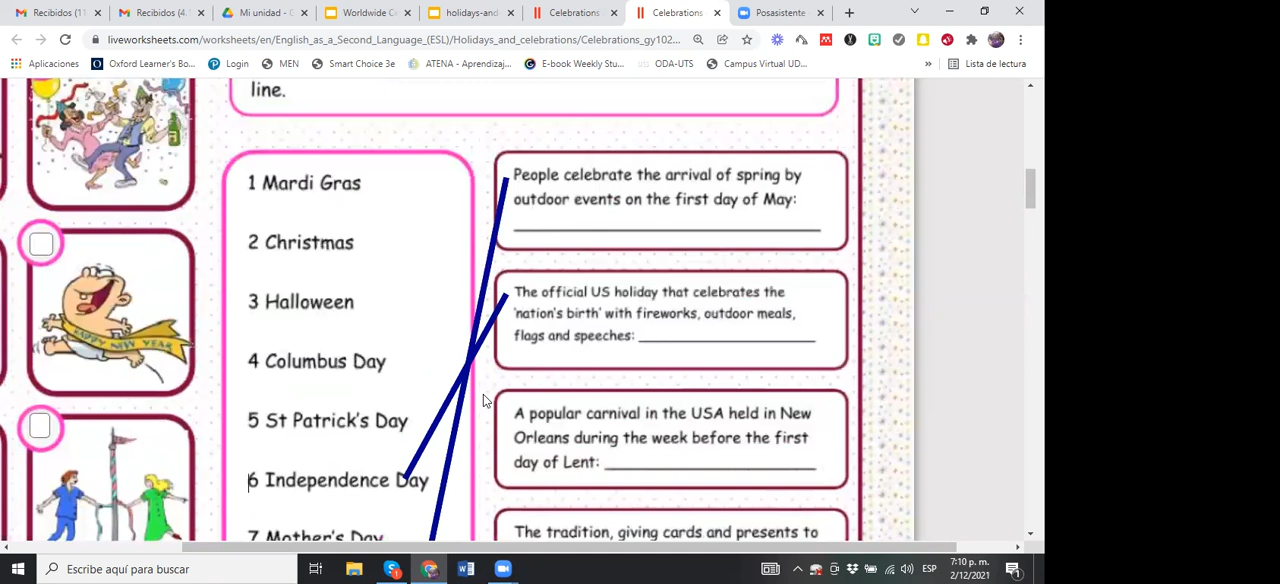 Recibidos (11
Recibidos (4.1
Mi unidad - G
Worldwide Ce
holidays-and
Celebrations
Celebrations
Posasistente
liveworksheets.com/worksheets/en/English_as_a_Second_Language_(ESL)/Holidays_and_celebrations/Celebrations_gy102...
Aplicaciones
Oxford Learner's Bo...
Login
MEN
Smart Choice 3e
ATENA - Aprendizaj...
E-book Weekly Stu...
ODA-UTS
Campus Virtual UD...
»
Lista de lectura
line.
1 Mardi Gras
2 Christmas
3 Halloween
4 Columbus Day
5 St Patrick's Day
6 Independence Day
7 Mother's Day
People celebrate the arrival of spring by
outdoor events on the first day of May:
The official US holiday that celebrates the
'nation's birth' with fireworks, outdoor meals,
flags and speeches:
A popular carnival in the USA held in New
Orleans during the week before the first
day of Lent:
The tradition, giving cards and presents to
HAPPY NEW YEAR
Escribe aquí para buscar
ESP
7:10 p. m.
2/12/2021
1